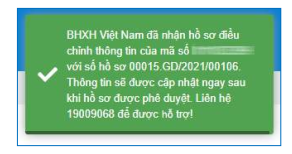 BHXH Việt Nam đã nhận hồ sơ điều
chỉnh thông tin của mã số
với số hồ sơ 00015.GD/2021/00106.
Thông tin sẽ được cập nhật ngay sau
khi hồ sơ được phê duyệt. Liên hệ
19009068 để được hỗ trợ!